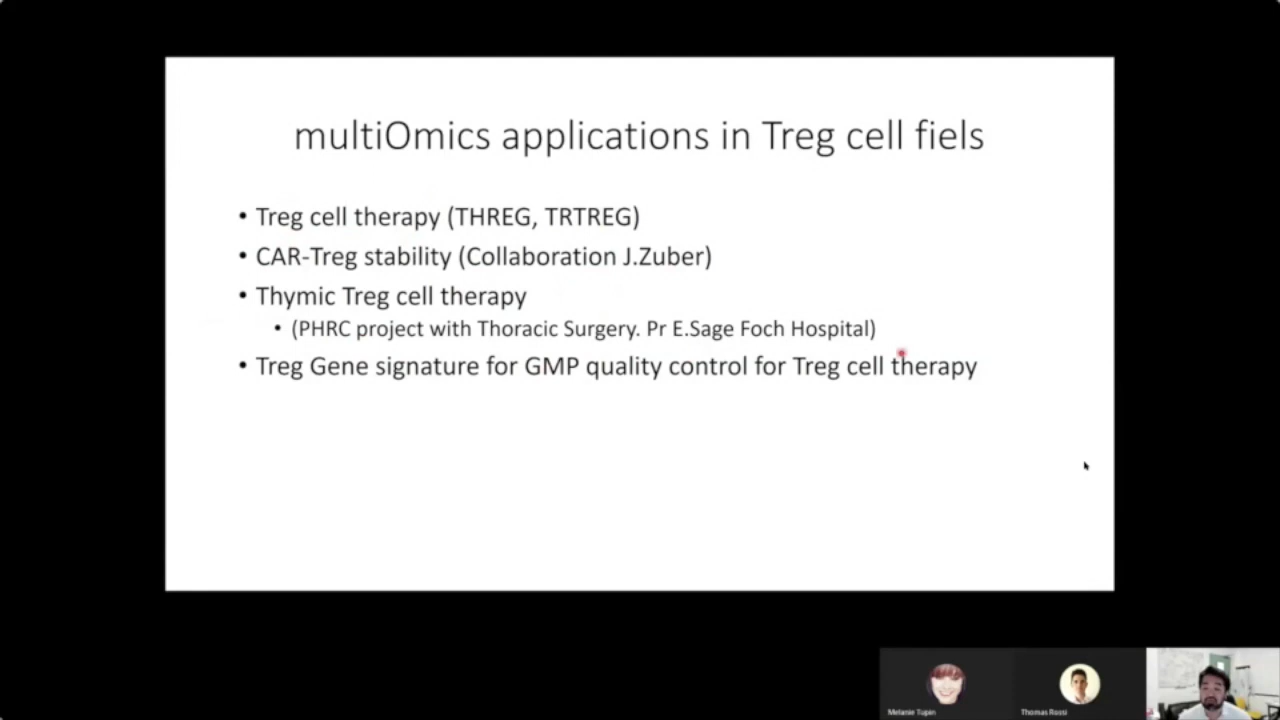 multiOmics applications in Treg cell fiels
• Treg cell therapy (THREG, TRTREG)
• CAR-Treg stability (Collaboration J.Zuber)
• Thymic Treg cell therapy
• (PHRC project with Thoracic Surgery. Pr E.Sage Foch Hospital)
• Treg Gene signature for GMP quality control for Treg cell therapy
Melanie Tupin
Thomas Rossi